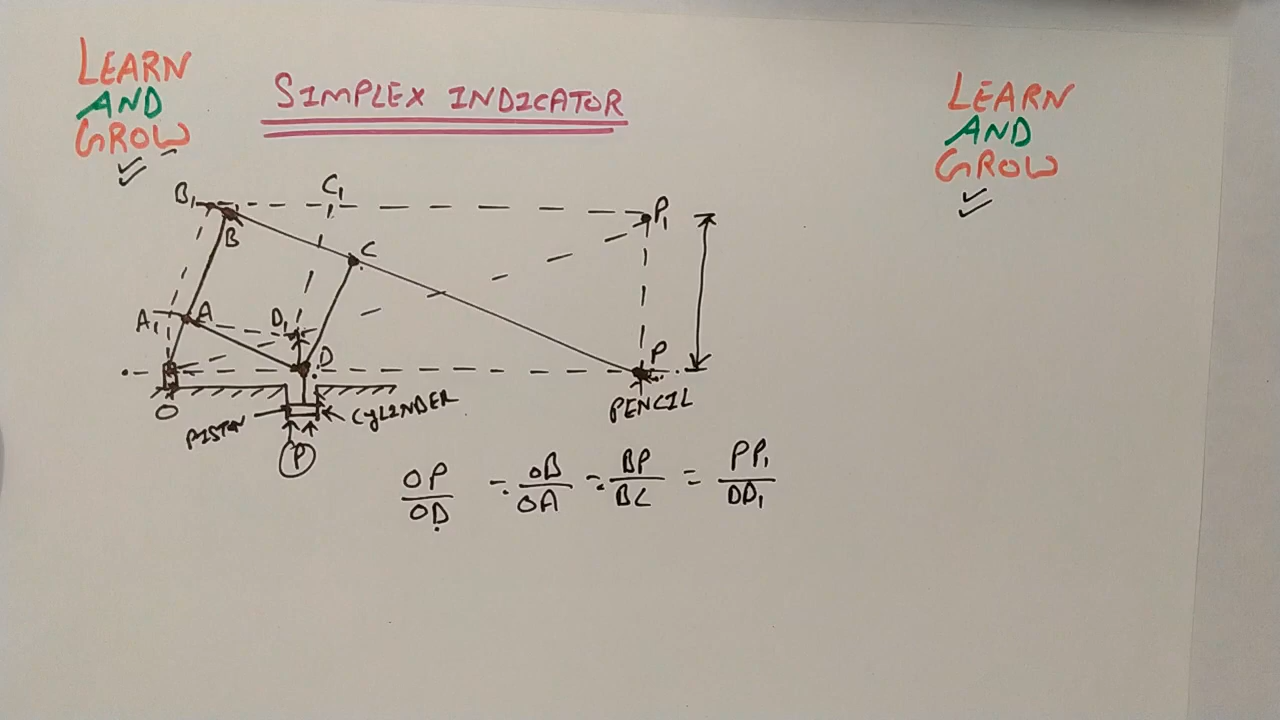 LEARN
AND
GROW
SIMPLEX INDICATOR
LEARN
AND
GROW
B₁
C₁
P₁
B
C
A₁
A
D₁
D
P
O
PISTON
CYLINDER
PENCIL
P
OP/OD = OB/OA = BP/BC = PP₁/DD₁